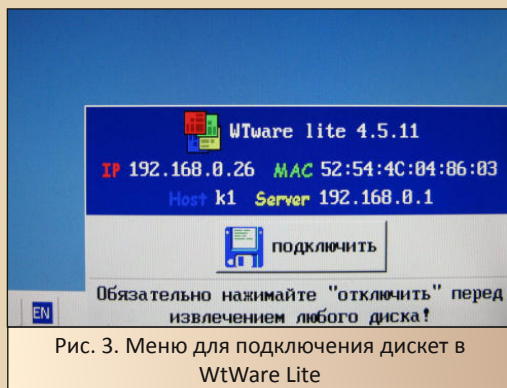 WTware lite 4.5.11
IP 192.168.0.26 MAC 52:54:4C:04:86:03
Host k1 Server 192.168.0.1
подключить
Обязательно нажимайте "отключить" перед
извлечением любого диска!
EN
Рис. 3. Меню для подключения дискет в
WtWare Lite